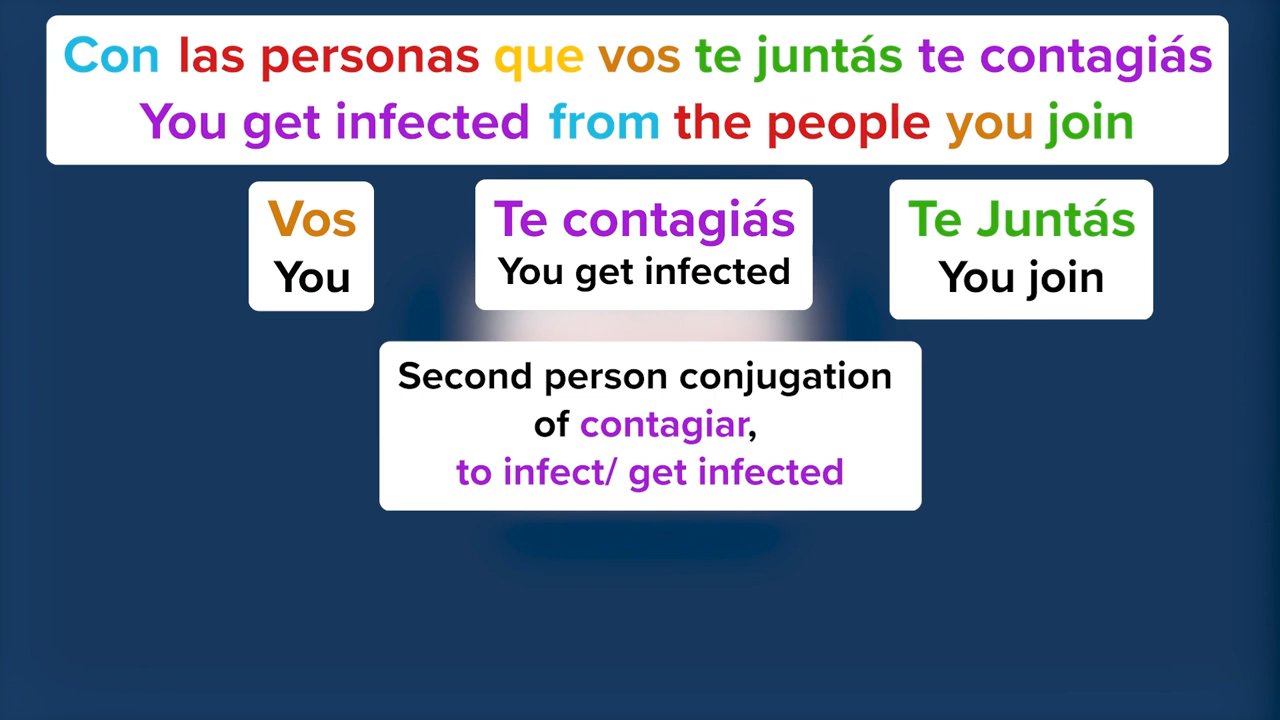 Con las personas que vos te juntás te contagiás
You get infected from the people you join
Vos
You
Te contagiás
You get infected
Te Juntás
You join
Second person conjugation
of contagiar,
to infect/ get infected